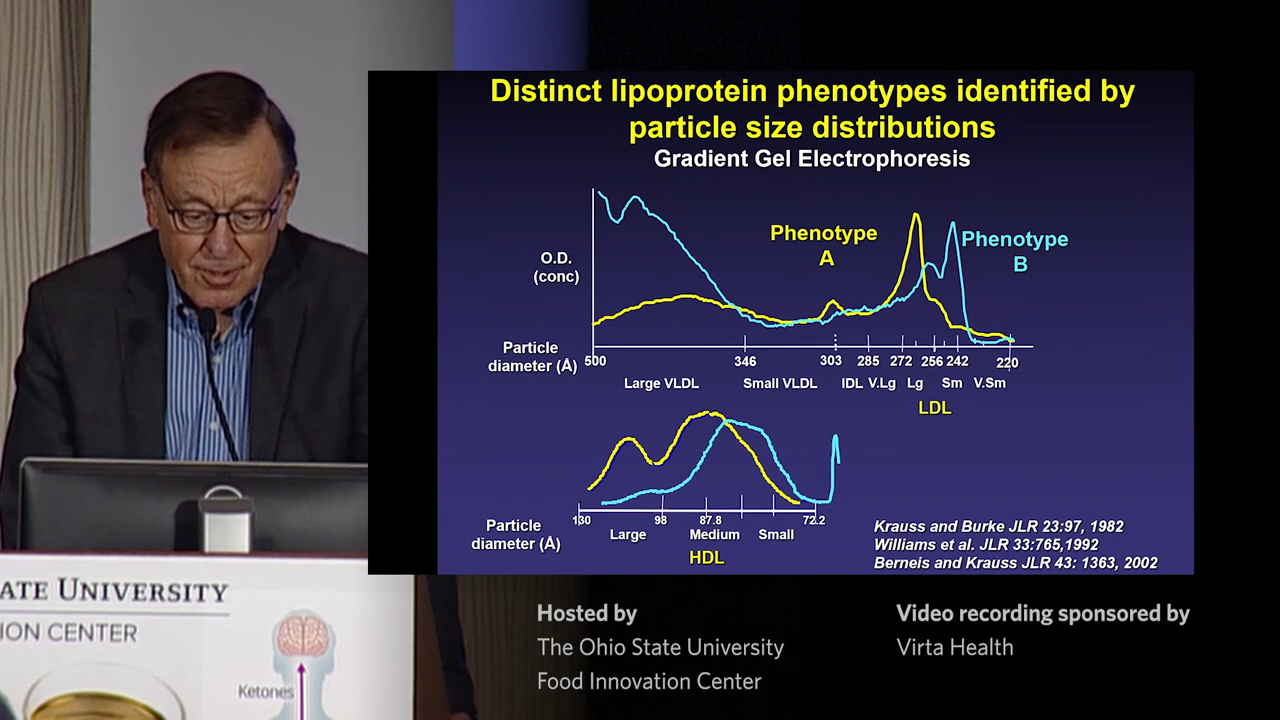 Distinct lipoprotein phenotypes identified by
particle size distributions
Gradient Gel Electrophoresis
Phenotype
A
Phenotype
B
O.D.
(conc)
Particle
diameter (Å)
500 346 303 285 272 256 242 220
Large VLDL Small VLDL IDL V.Lg Lg Sm V.Sm
LDL
130 98 87.8 72.2
Particle
diameter (Å)
Large Medium Small
HDL
Krauss and Burke JLR 23:97, 1982
Williams et al. JLR 33:765,1992
Berneis and Krauss JLR 43: 1363, 2002
ATE UNIVERSITY
ION CENTER
Ketones
Hosted by
The Ohio State University
Food Innovation Center
Video recording sponsored by
Virta Health